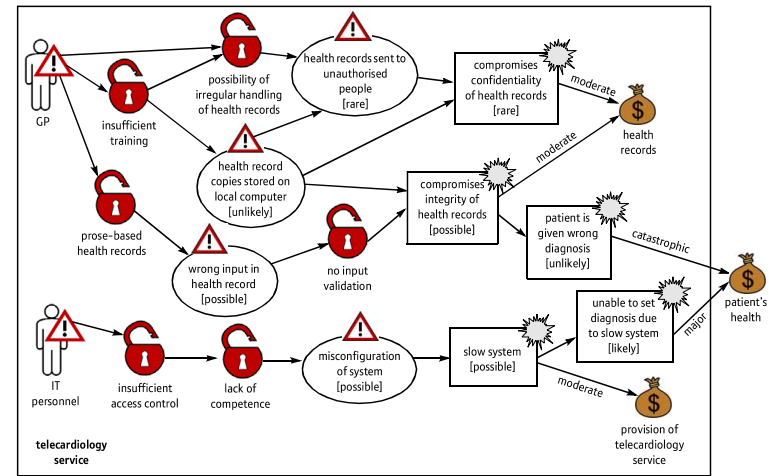 GP
insufficient
training
possibility of
irregular handling
of health records
health records sent to
unauthorised
people
[rare]
compromises
confidentiality
of health records
[rare]
moderate
health
records
health record
copies stored on
local computer
[unlikely]
moderate
compromises
integrity of
health records
[possible]
prose-based
health records
wrong input in
health record
[possible]
no input
validation
patient is
given wrong
diagnosis
[unlikely]
catastrophic
patient's
health
IT
personnel
insufficient
access control
lack of
competence
misconfiguration
of system
[possible]
slow system
[possible]
unable to set
diagnosis due
to slow system
[likely]
major
moderate
provision of
telecardiology
service
telecardiology
service